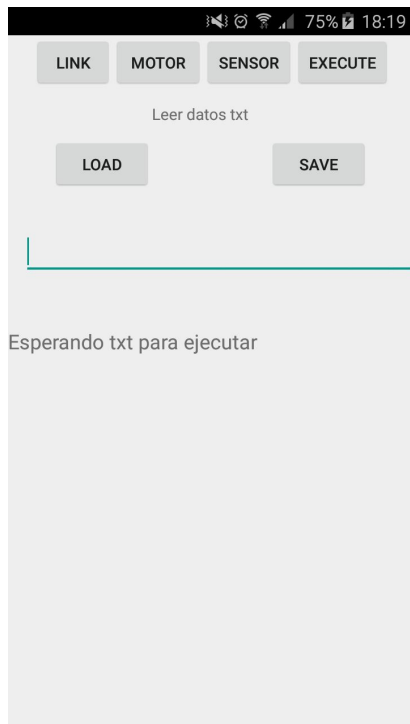 75% 18:19
LINK MOTOR SENSOR EXECUTE
Leer datos txt
LOAD SAVE
Esperando txt para ejecutar